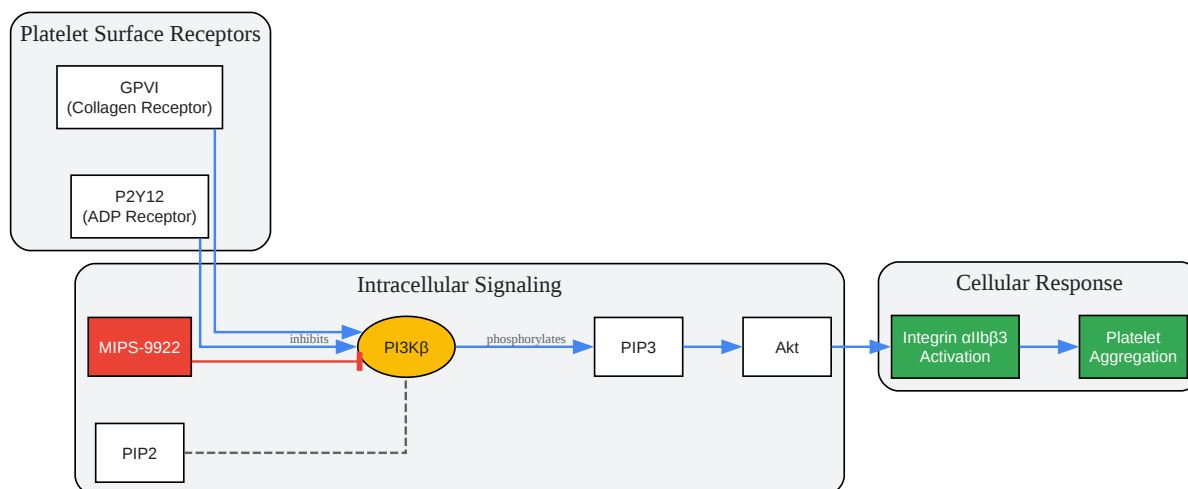 Platelet Surface Receptors
GPVI
(Collagen Receptor)
P2Y12
(ADP Receptor)
Intracellular Signaling
MIPS-9922
inhibits
PI3Kβ
phosphorylates
PIP3
Akt
PIP2
Cellular Response
Integrin αIIbβ3
Activation
Platelet
Aggregation